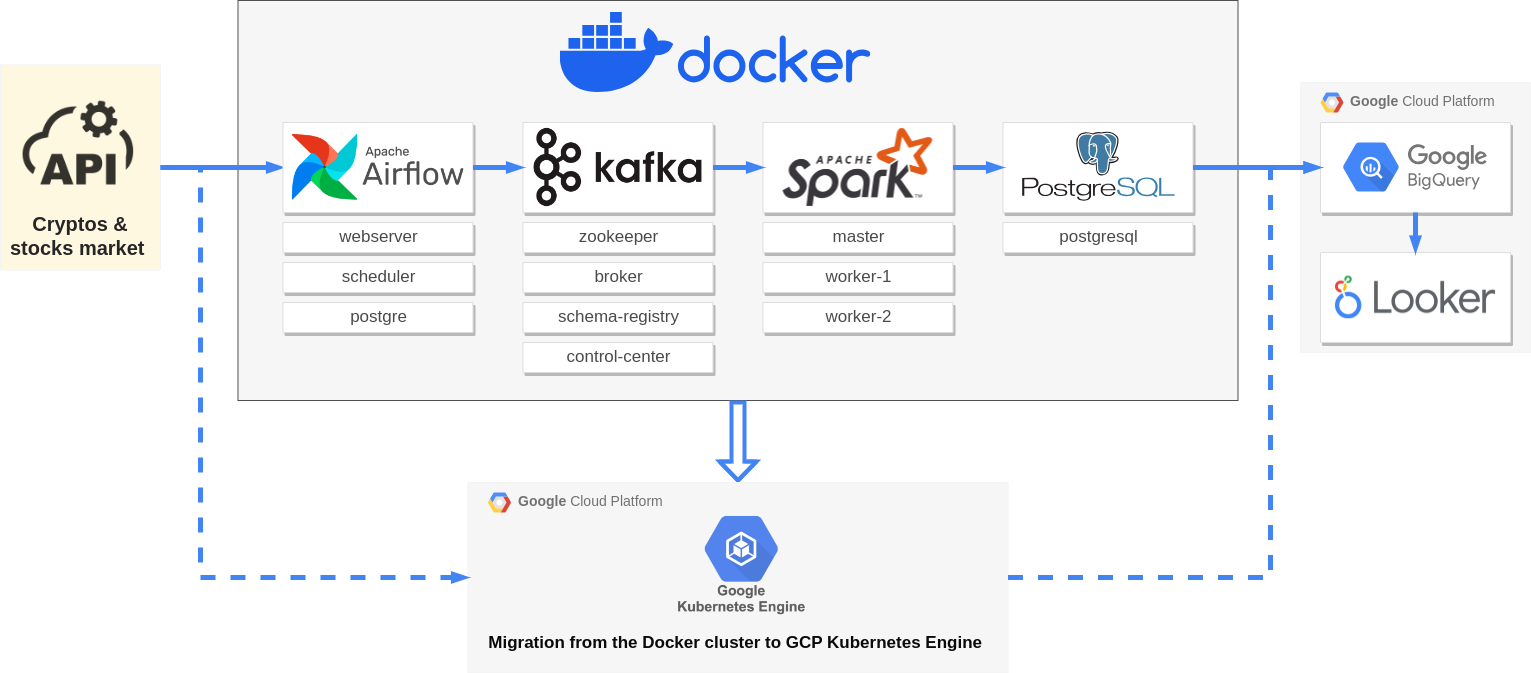 docker
API
Cryptos &
stocks market
Apache
Airflow
webserver
scheduler
postgre
kafka
zookeeper
broker
schema-registry
control-center
APACHE
Spark™
master
worker-1
worker-2
PostgreSQL
postgresql
Google Cloud Platform
Google
BigQuery
Looker
Google Cloud Platform
Google
Kubernetes Engine
Migration from the Docker cluster to GCP Kubernetes Engine